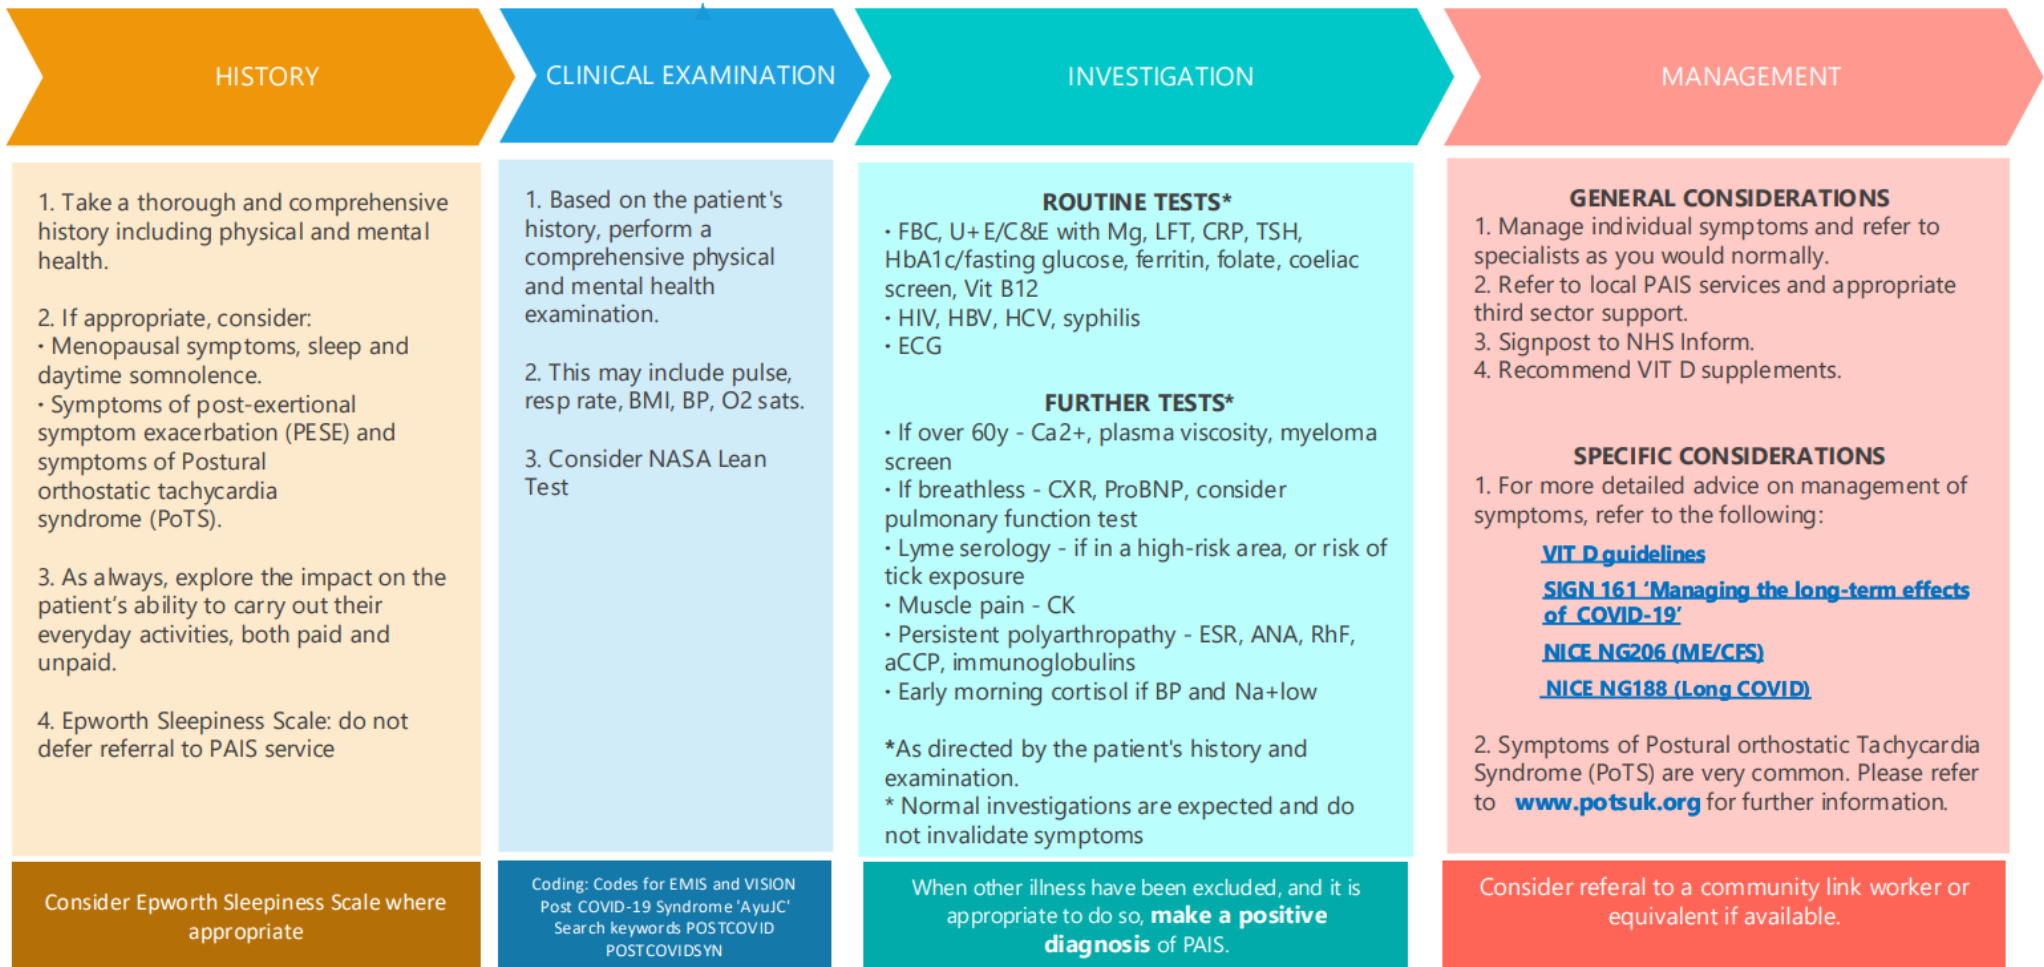 HISTORY
CLINICAL EXAMINATION
INVESTIGATION
MANAGEMENT
1. Take a thorough and comprehensive
history including physical and mental
health.
2. If appropriate, consider:
· Menopausal symptoms, sleep and
daytime somnolence.
· Symptoms of post-exertional
symptom exacerbation (PESE) and
symptoms of Postural
orthostatic tachycardia
syndrome (PoTS).
3. As always, explore the impact on the
patient's ability to carry out their
everyday activities, both paid and
unpaid.
4. Epworth Sleepiness Scale: do not
defer referral to PAIS service
Consider Epworth Sleepiness Scale where
appropriate
1. Based on the patient's
history, perform a
comprehensive physical
and mental health
examination.
2. This may include pulse,
resp rate, BMI, BP, O2 sats.
3. Consider NASA Lean
Test
Coding: Codes for EMIS and VISION
Post COVID-19 Syndrome 'AyuJC'
Search keywords POSTCOVID
POSTCOVIDSYN
ROUTINE TESTS*
· FBC, U+E/C&E with Mg, LFT, CRP, TSH,
HbA1c/fasting glucose, ferritin, folate, coeliac
screen, Vit B12
· HIV, HBV, HCV, syphilis
· ECG
FURTHER TESTS*
· If over 60y - Ca2+, plasma viscosity, myeloma
screen
· If breathless - CXR, ProBNP, consider
pulmonary function test
· Lyme serology - if in a high-risk area, or risk of
tick exposure
· Muscle pain - CK
· Persistent polyarthropathy - ESR, ANA, RhF,
aCCP, immunoglobulins
· Early morning cortisol if BP and Na+low
*As directed by the patient's history and
examination.
* Normal investigations are expected and do
not invalidate symptoms
When other illness have been excluded, and it is
appropriate to do so, make a positive
diagnosis of PAIS.
GENERAL CONSIDERATIONS
1. Manage individual symptoms and refer to
specialists as you would normally.
2. Refer to local PAIS services and appropriate
third sector support.
3. Signpost to NHS Inform.
4. Recommend VIT D supplements.
SPECIFIC CONSIDERATIONS
1. For more detailed advice on management of
symptoms, refer to the following:
VIT D guidelines
SIGN 161 ‘Managing the long-term effects
of COVID-19’
NICE NG206 (ME/CFS)
NICE NG188 (Long COVID)
2. Symptoms of Postural orthostatic Tachycardia
Syndrome (PoTS) are very common. Please refer
to www.potsuk.org for further information.
Consider referal to a community link worker or
equivalent if available.